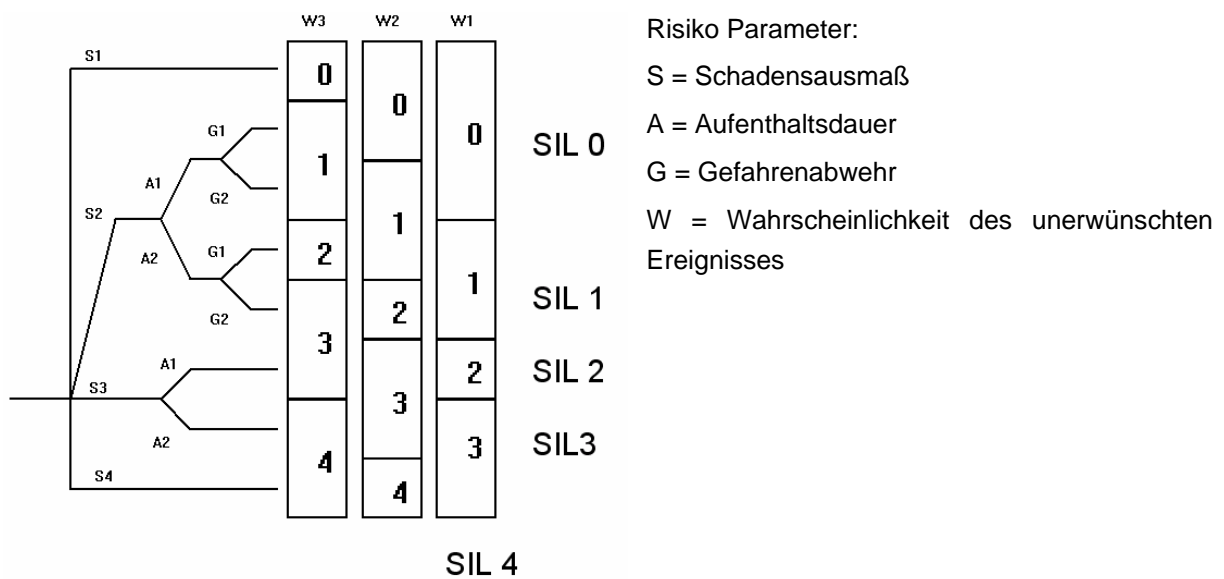 W3 W2 W1
S1
0
0
0
G1
1
A1
G2
S2
1
A2
G1
2
1
G2
2
3
A1
2
S3
3
A2
3
4
S4
4
SIL 0
SIL 1
SIL 2
SIL3
SIL 4
Risiko Parameter:
S = Schadensausmaß
A = Aufenthaltsdauer
G = Gefahrenabwehr
W = Wahrscheinlichkeit des unerwünschten
Ereignisses